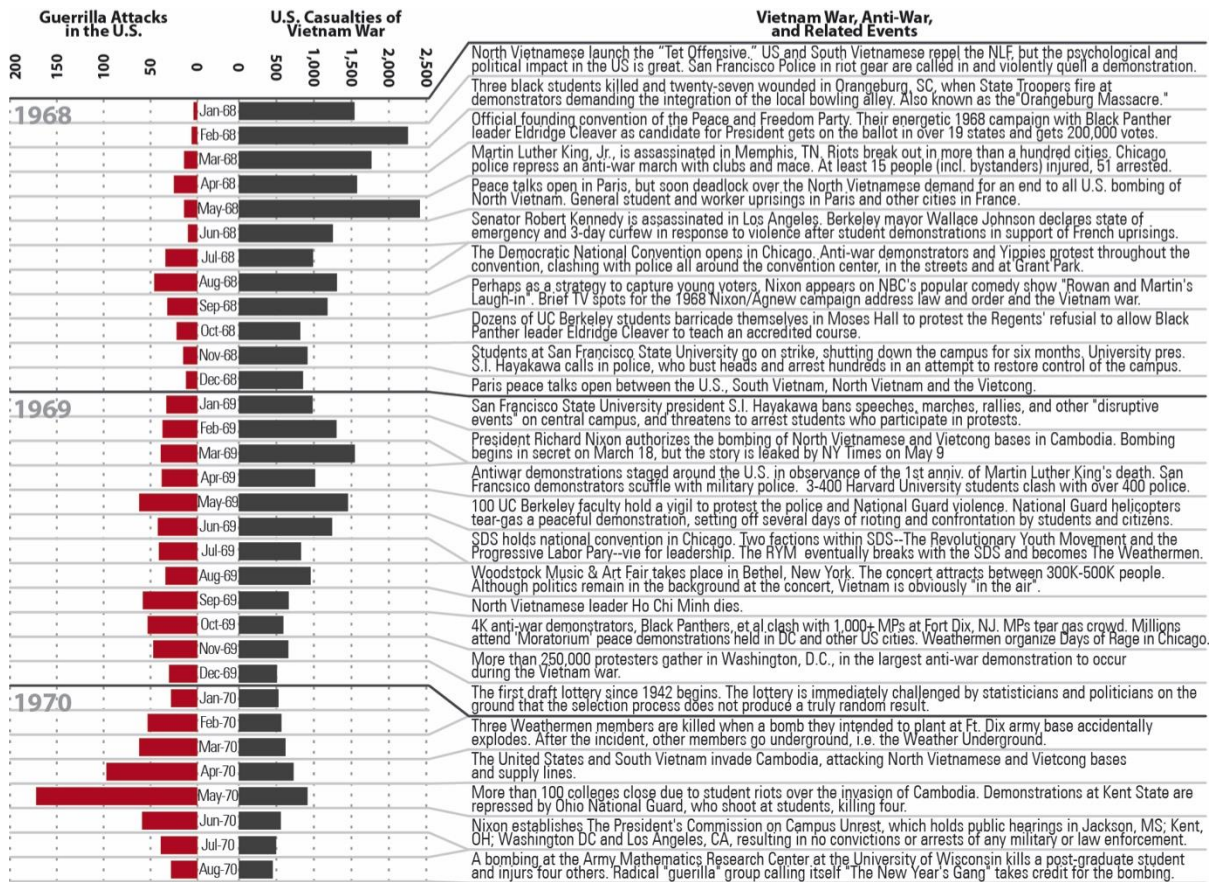 Guerrilla Attacks
in the U.S.
U.S. Casualties of
Vietnam War
Vietnam War, Anti-War,
and Related Events
200 150 100 50 0
0 500 1,000 1,500 2,000 2,500
1968
Jan-68
Feb-68
Mar-68
Apr-68
May-68
Jun-68
Jul-68
Aug-68
Sep-68
Oct-68
Nov-68
Dec-68
1969
Jan-69
Feb-69
Mar-69
Apr-69
May-69
Jun-69
Jul-69
Aug-69
Sep-69
Oct-69
Nov-69
Dec-69
1970
Jan-70
Feb-70
Mar-70
Apr-70
May-70
Jun-70
Jul-70
Aug-70
North Vietnamese launch the “Tet Offensive.” US and South Vietnamese repel the NLF, but the psychological and
political impact in the US is great. San Francisco Police in riot gear are called in and violently quell a demonstration.
Three black students killed and twenty-seven wounded in Orangeburg, SC, when State Troopers fire at
demonstrators demanding the integration of the local bowling alley. Also known as the"Orangeburg Massacre."
Official founding convention of the Peace and Freedom Party. Their energetic 1968 campaign with Black Panther
leader Eldridge Cleaver as candidate for President gets on the ballot in over 19 states and gets 200,000 votes.
Martin Luther King, Jr., is assassinated in Memphis, TN. Riots break out in more than a hundred cities. Chicago
police repress an anti-war march with clubs and mace. At least 15 people (incl. bystanders) injured, 51 arrested.
Peace talks open in Paris, but soon deadlock over the North Vietnamese demand for an end to all U.S. bombing of
North Vietnam. General student and worker uprisings in Paris and other cities in France.
Senator Robert Kennedy is assassinated in Los Angeles. Berkeley mayor Wallace Johnson declares state of
emergency and 3-day curfew in response to violence after student demonstrations in support of French uprisings.
The Democratic National Convention opens in Chicago. Anti-war demonstrators and Yippies protest throughout the
convention, clashing with police all around the convention center, in the streets and at Grant Park.
Perhaps as a strategy to capture young voters, Nixon appears on NBC's popular comedy show "Rowan and Martin's
Laugh-in". Brief TV spots for the 1968 Nixon/Agnew campaign address law and order and the Vietnam war.
Dozens of UC Berkeley students barricade themselves in Moses Hall to protest the Regents' refusial to allow Black
Panther leader Eldridge Cleaver to teach an accredited course.
Students at San Francisco State University go on strike, shutting down the campus for six months. University pres.
S.I. Hayakawa calls in police, who bust heads and arrest hundreds in an attempt to restore control of the campus.
Paris peace talks open between the U.S., South Vietnam, North Vietnam and the Vietcong.
San Francisco State University president S.I. Hayakawa bans speeches, marches, rallies, and other "disruptive
events" on central campus, and threatens to arrest students who participate in protests.
President Richard Nixon authorizes the bombing of North Vietnamese and Vietcong bases in Cambodia. Bombing
begins in secret on March 18, but the story is leaked by NY Times on May 9
Antiwar demonstrations staged around the U.S. in observance of the 1st anniv. of Martin Luther King's death. San
Francsico demonstrators scuffle with military police. 3-400 Harvard University students clash with over 400 police.
100 UC Berkeley faculty hold a vigil to protest the police and National Guard violence. National Guard helicopters
tear-gas a peaceful demonstration, setting off several days of rioting and confrontation by students and citizens.
SDS holds national convention in Chicago. Two factions within SDS--The Revolutionary Youth Movement and the
Progressive Labor Pary--vie for leadership. The RYM eventually breaks with the SDS and becomes The Weathermen.
Woodstock Music & Art Fair takes place in Bethel, New York. The concert attracts between 300K-500K people.
Although politics remain in the background at the concert, Vietnam is obviously "in the air".
North Vietnamese leader Ho Chi Minh dies.
4K anti-war demonstrators, Black Panthers, et al clash with 1,000+ MPs at Fort Dix, NJ. MPs tear gas crowd. Millions
attend 'Moratorium' peace demonstrations held in DC and other US cities. Weathermen organize Days of Rage in Chicago.
More than 250,000 protesters gather in Washington, D.C., in the largest anti-war demonstration to occur
during the Vietnam war.
The first draft lottery since 1942 begins. The lottery is immediately challenged by statisticians and politicians on the
ground that the selection process does not produce a truly random result.
Three Weathermen members are killed when a bomb they intended to plant at Ft. Dix army base accidentally
explodes. After the incident, other members go underground, i.e. the Weather Underground.
The United States and South Vietnam invade Cambodia, attacking North Vietnamese and Vietcong bases
and supply lines.
More than 100 colleges close due to student riots over the invasion of Cambodia. Demonstrations at Kent State are
repressed by Ohio National Guard, who shoot at students, killing four.
Nixon establishes The President's Commission on Campus Unrest, which holds public hearings in Jackson, MS; Kent,
OH; Washington DC and Los Angeles, CA, resulting in no convictions or arrests of any military or law enforcement.
A bombing at the Army Mathematics Research Center at the University of Wisconsin kills a post-graduate student
and injurs four others. Radical "guerilla" group calling itself "The New Year's Gang" takes credit for the bombing.